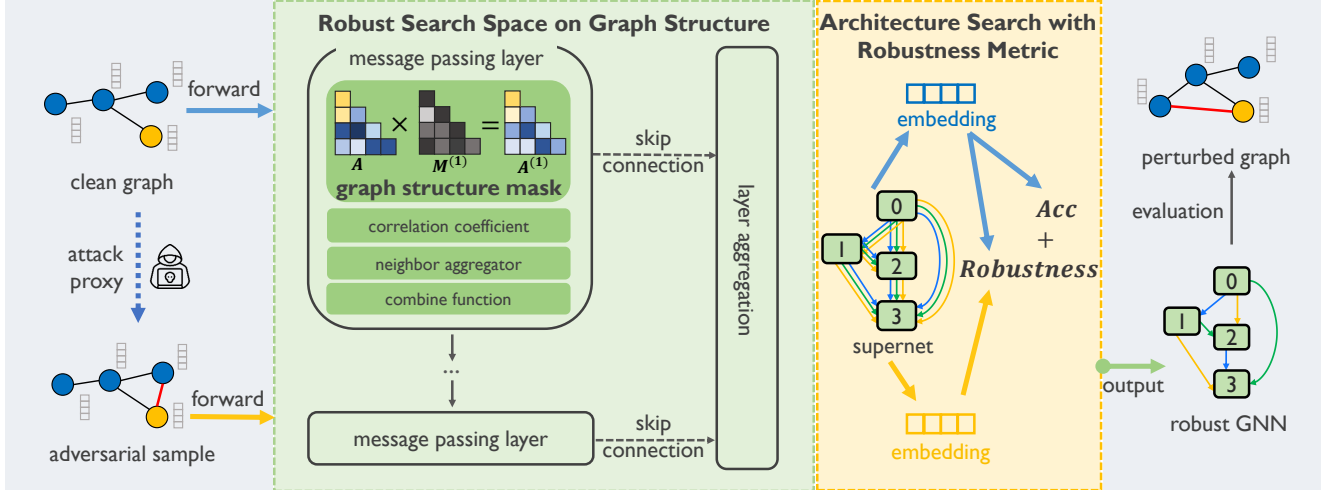 Robust Search Space on Graph Structure
Architecture Search with
Robustness Metric
forward
clean graph
attack
proxy
forward
adversarial sample
message passing layer
× =
A M^(1) A^(1)
graph structure mask
correlation coefficient
neighbor aggregator
combine function
...
message passing layer
skip
connection
skip
connection
layer aggregation
embedding
0
1
2
3
supernet
Acc
+
Robustness
embedding
output
perturbed graph
evaluation
0
1
2
3
robust GNN